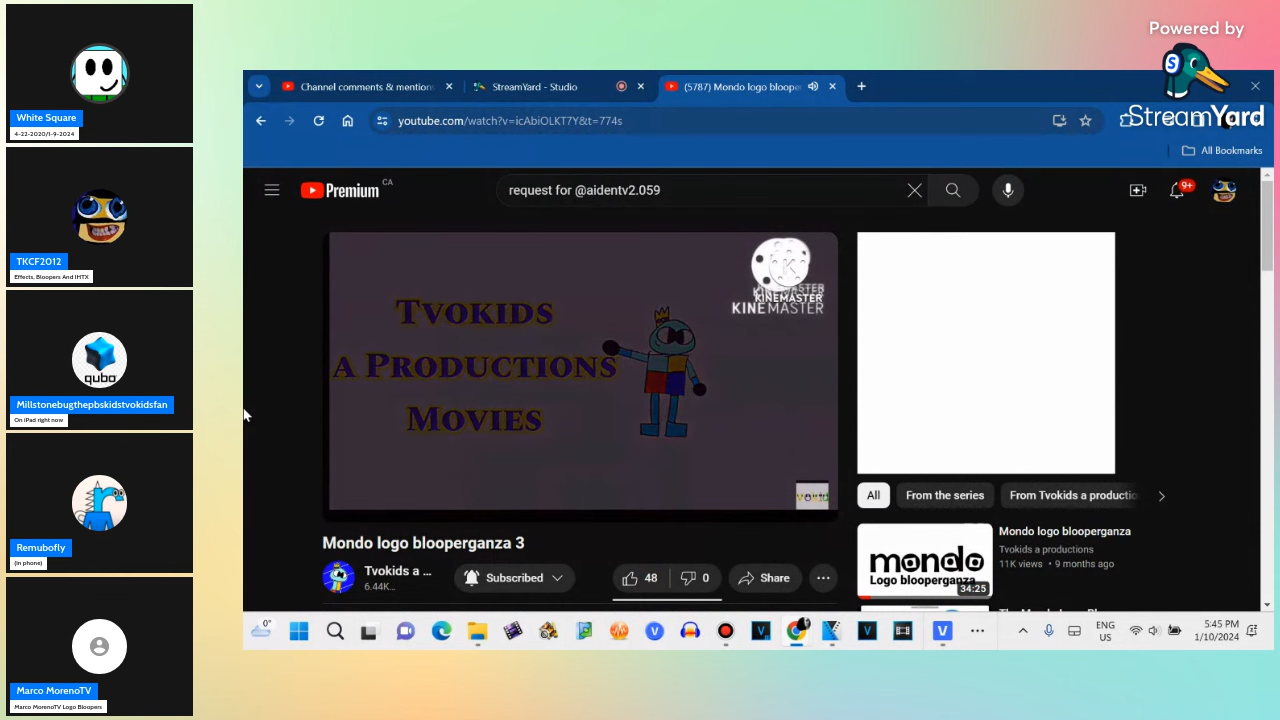 White Square
4-22-2020/1-9-2024
TKCF2012
Effects, Bloopers And IHTX
qubo
Millstonebugthepbskidstvokidsfan
On iPad right now
Remubofly
(in phone)
Marco MorenoTV
Marco MorenoTV Logo Bloopers
Powered by
StreamYard
Channel comments & mention
StreamYard - Studio
(5787) Mondo logo blooper
youtube.com/watch?v=icAbiOLKT7Y&t=774s
All Bookmarks
Premium CA
request for @aidentv2.059
9+
KINEMASTER
KINEMASTER
Tvokids
a Productions
Movies
All
From the series
From Tvokids a productio
Mondo logo blooperganza 3
Tvokids a ...
6.44K...
Subscribed
48
0
Share
mondo
Logo blooperganza
34:25
Mondo logo blooperganza
Tvokids a productions
11K views • 9 months ago
0°
ENG
US
5:45 PM
1/10/2024